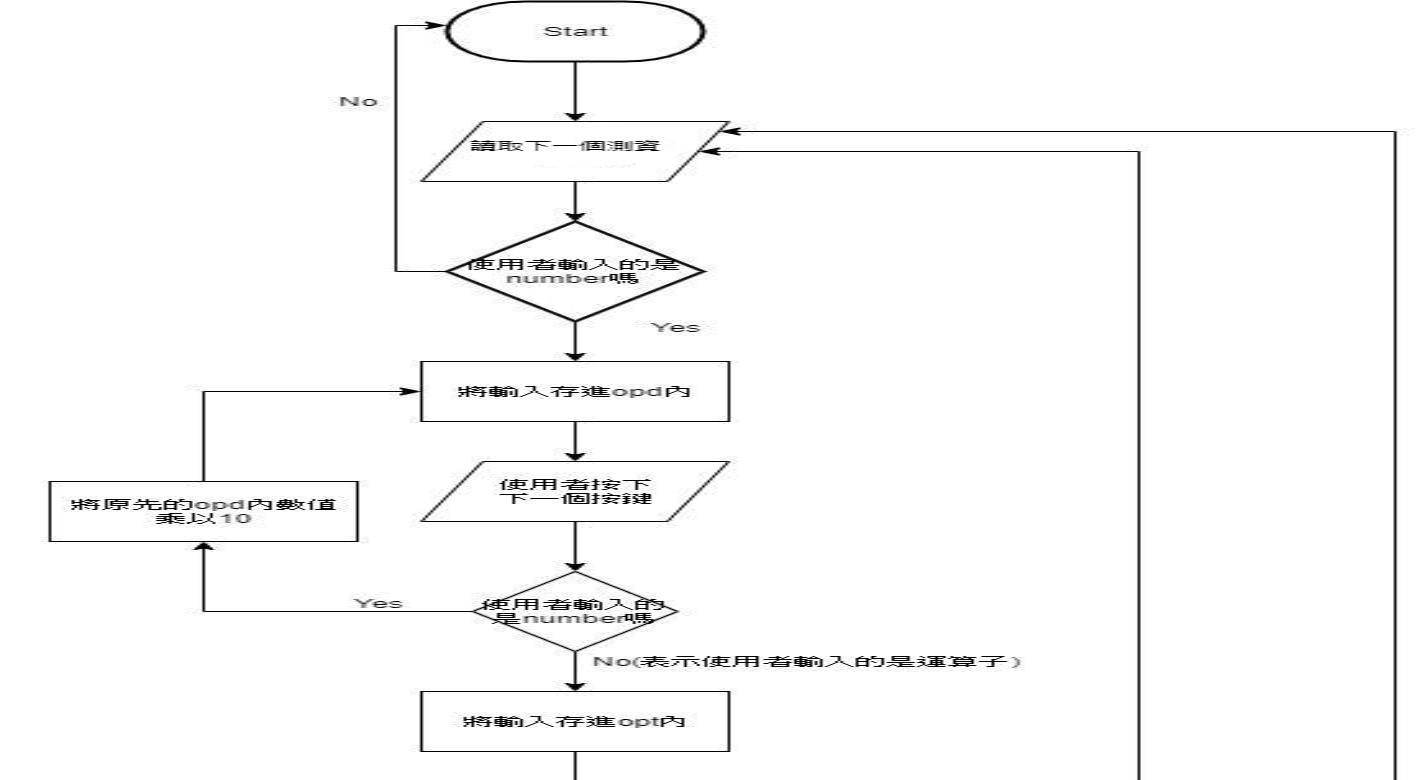 Start
No
讀取下一個測資
使用者輸入的是
number嗎
Yes
將輸入存進opd內
使用者按下
下一個按鍵
將原先的opd內數值
乘以10
Yes
使用者輸入的
是number嗎
No(表示使用者輸入的是運算子)
將輸入存進opt內